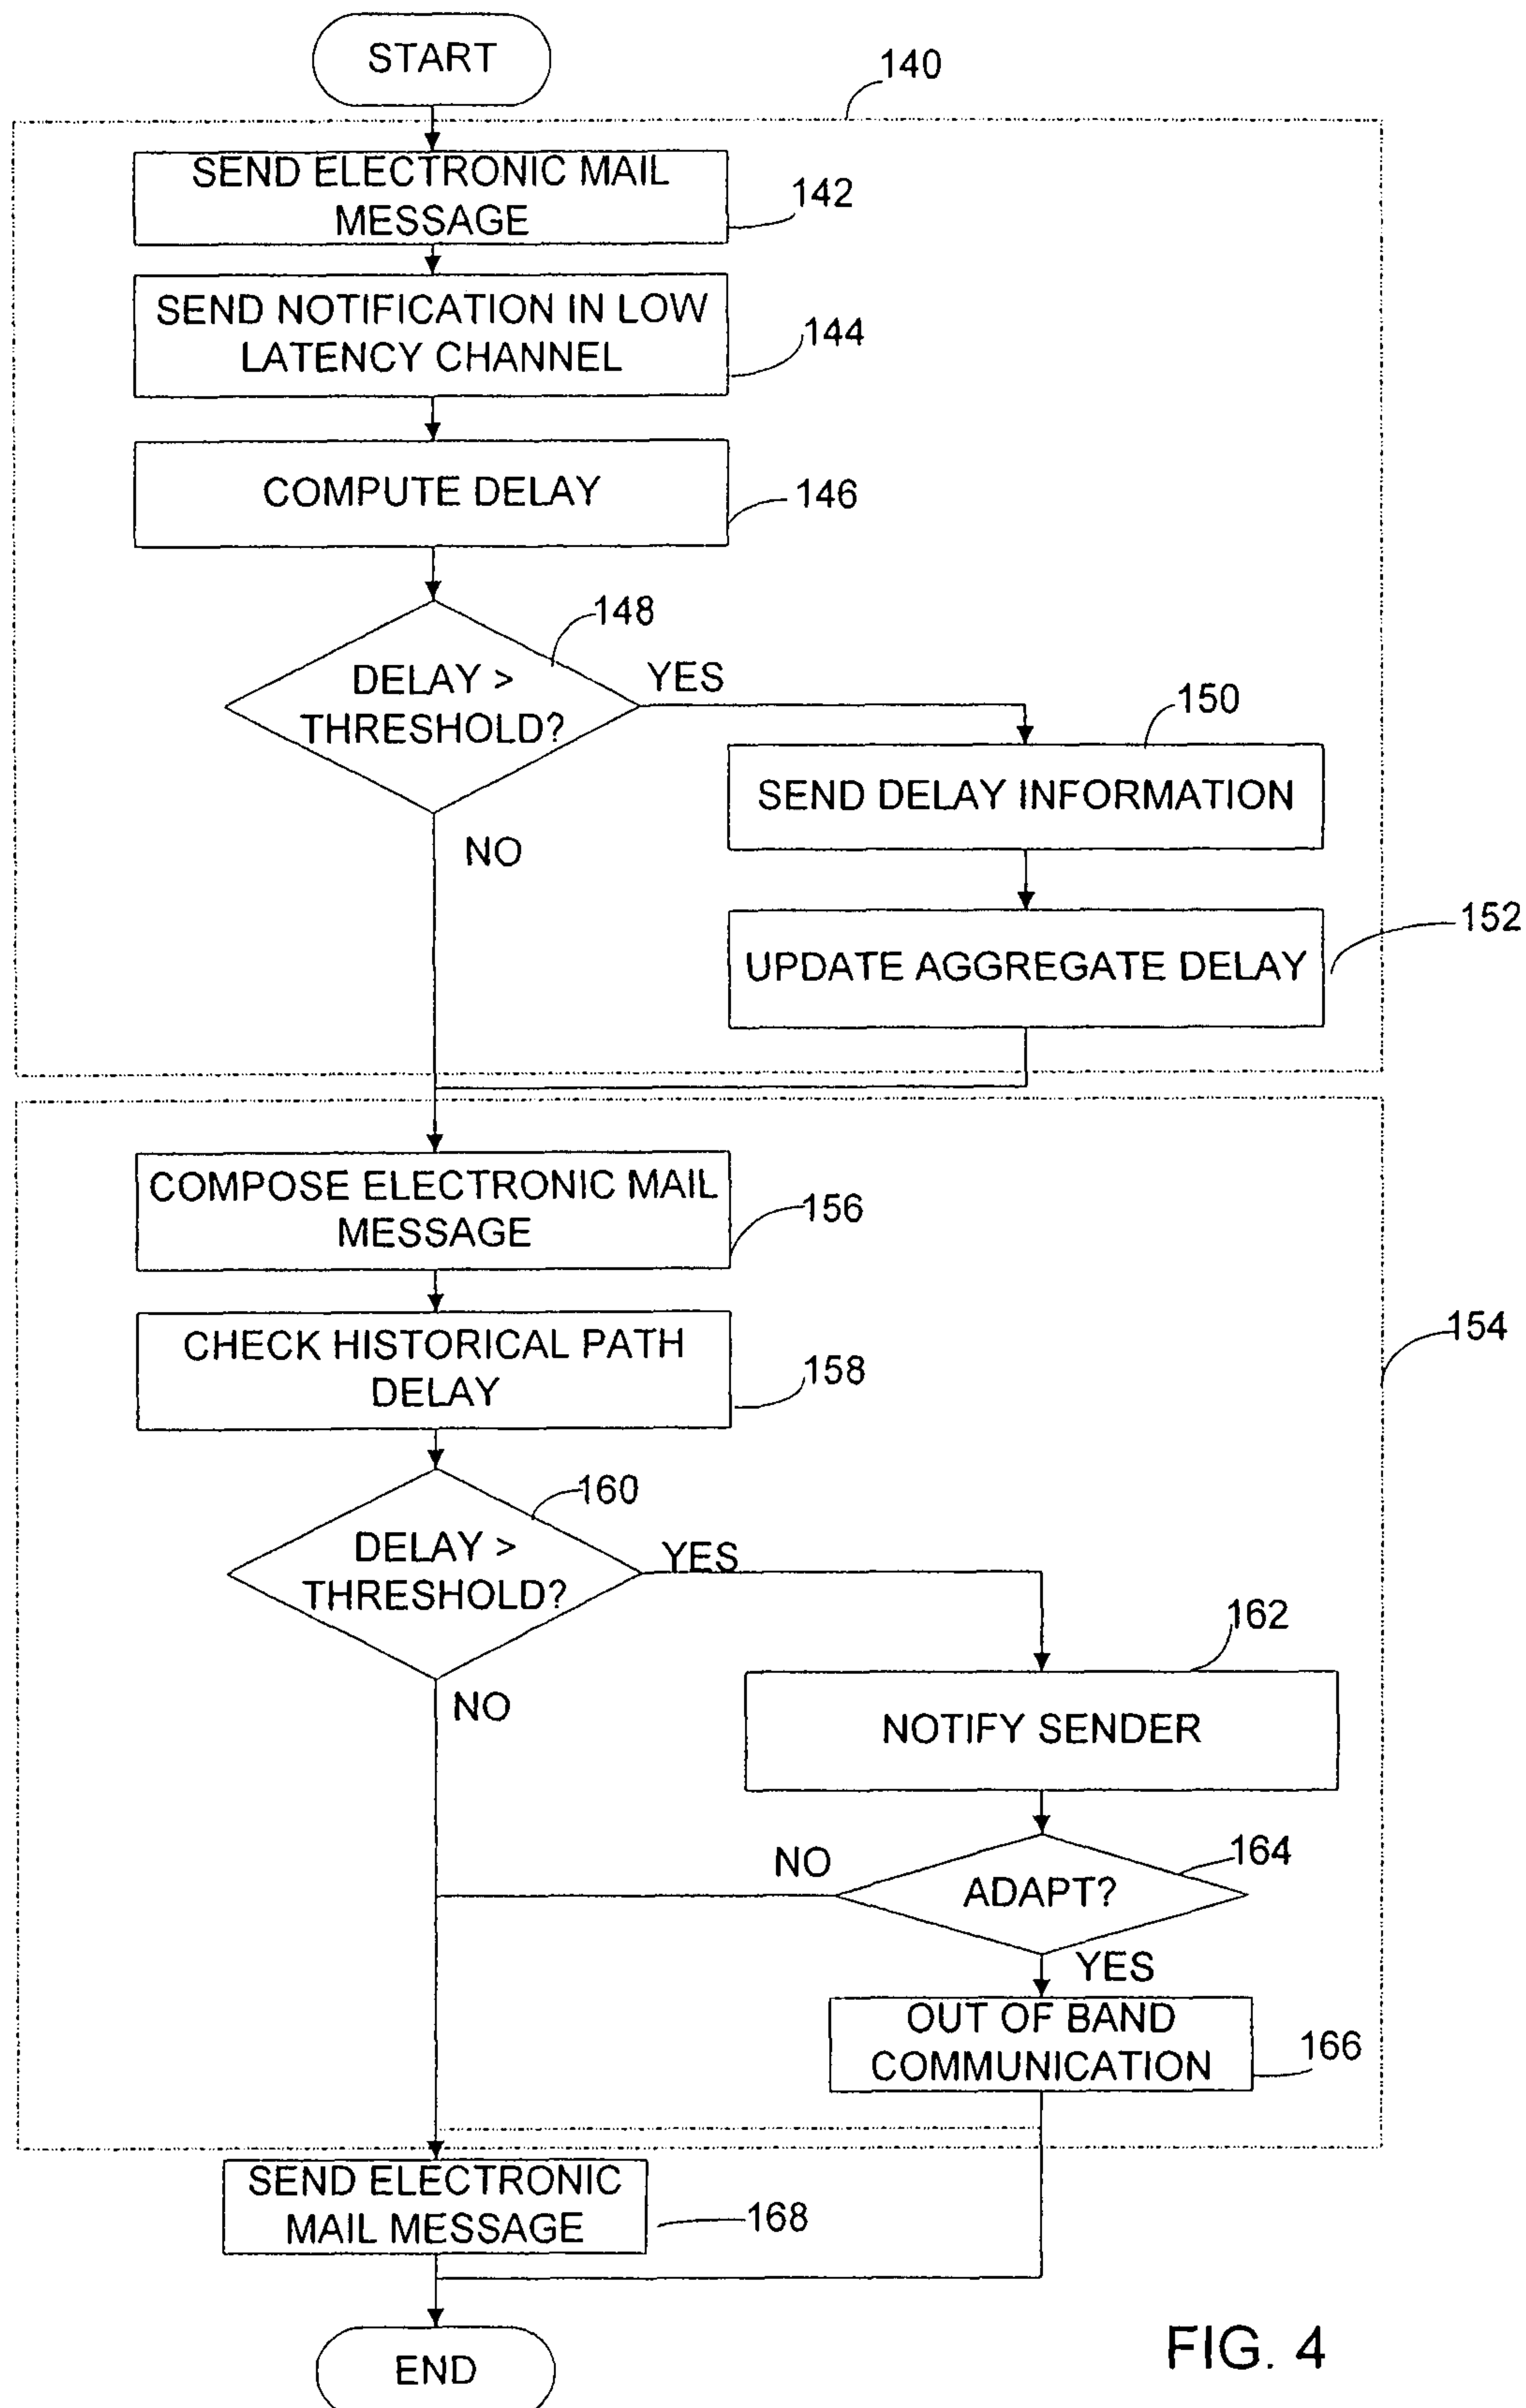 START
140
SEND ELECTRONIC MAIL
MESSAGE
142
SEND NOTIFICATION IN LOW
LATENCY CHANNEL
144
COMPUTE DELAY
146
148
DELAY >
THRESHOLD?
YES
NO
150
SEND DELAY INFORMATION
152
UPDATE AGGREGATE DELAY
COMPOSE ELECTRONIC MAIL
MESSAGE
156
154
CHECK HISTORICAL PATH
DELAY
158
160
DELAY >
THRESHOLD?
YES
NO
162
NOTIFY SENDER
164
ADAPT?
NO
YES
OUT OF BAND
COMMUNICATION
166
SEND ELECTRONIC
MAIL MESSAGE
168
END
FIG. 4